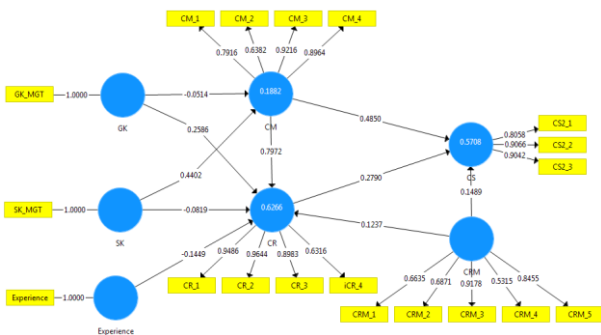 CM_1 CM_2 CM_3 CM_4
0.7916 0.6382 0.9216 0.8964
GK_MGT 1.0000 -0.0514 0.1882
GK CM
0.2586 0.4850
0.8058 CS2_1
0.5708 0.9066 CS2_2
0.9042 CS2_3
CS
0.4402 0.7972
0.2790 0.1489
SK_MGT 1.0000 -0.0819 0.6266
SK CR
0.1237
CRM
-0.1449 0.9486 0.9644 0.8983 0.6316
0.6635 0.6871 0.9178 0.5315 0.8455
CR_1 CR_2 CR_3 iCR_4
Experience 1.0000
CRM_1 CRM_2 CRM_3 CRM_4 CRM_5
Experience